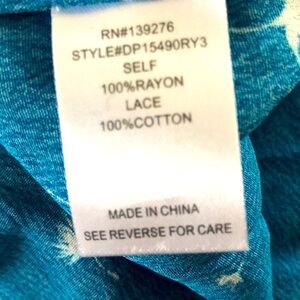 RN#139276
STYLE#DP15490RY3
SELF
100%RAYON
LACE
100%COTTON
MADE IN CHINA
SEE REVERSE FOR CARE